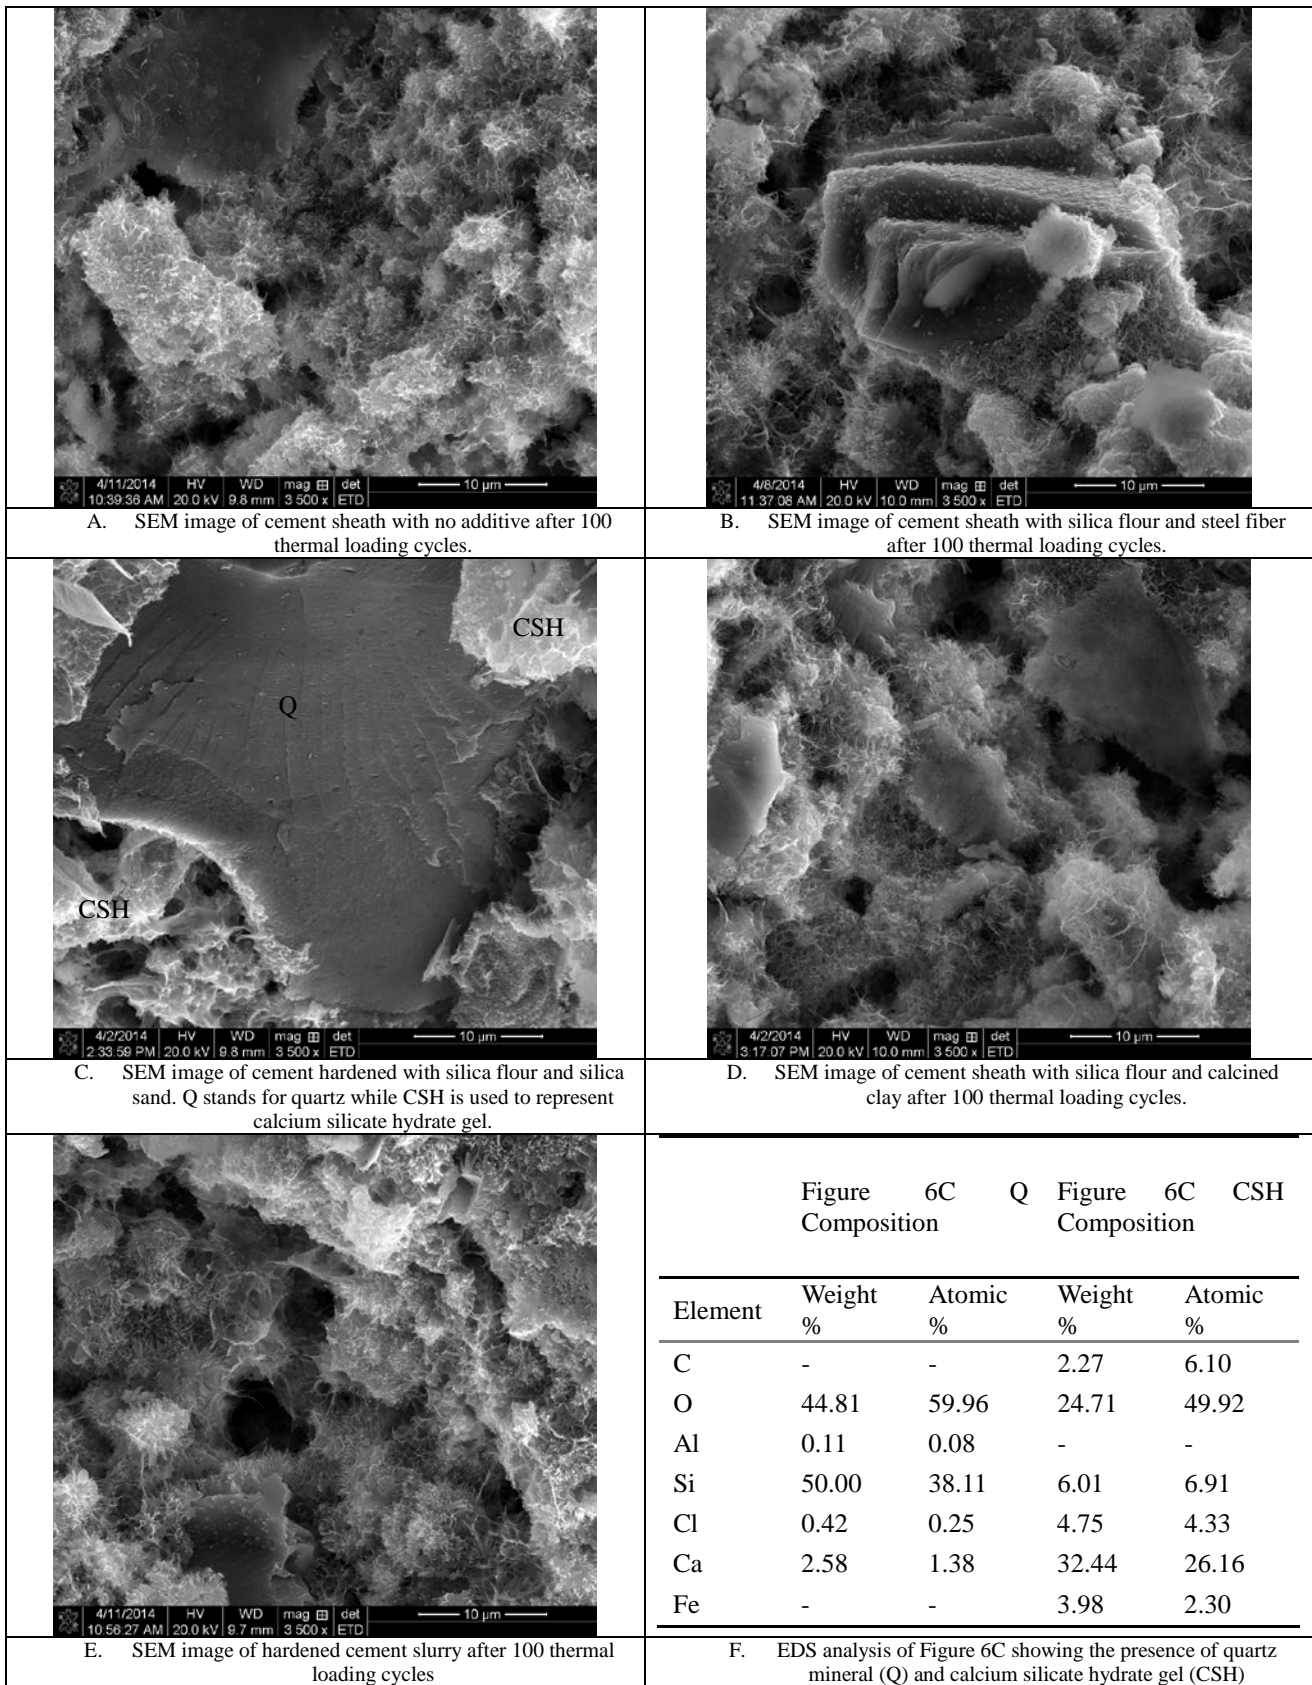 4/11/2014 HV WD mag det
10:39:36 AM 20.0 kV 9.8 mm 3 500 x ETD 10 µm
A. SEM image of cement sheath with no additive after 100
thermal loading cycles.
4/8/2014 HV WD mag det
11:37:08 AM 20.0 kV 10.0 mm 3 500 x ETD 10 µm
B. SEM image of cement sheath with silica flour and steel fiber
after 100 thermal loading cycles.
CSH
Q
CSH
4/2/2014 HV WD mag det
2:33:59 PM 20.0 kV 9.8 mm 3 500 x ETD 10 µm
C. SEM image of cement hardened with silica flour and silica
sand. Q stands for quartz while CSH is used to represent
calcium silicate hydrate gel.
4/2/2014 HV WD mag det
3:17:07 PM 20.0 kV 10.0 mm 3 500 x ETD 10 µm
D. SEM image of cement sheath with silica flour and calcined
clay after 100 thermal loading cycles.
4/11/2014 HV WD mag det
10:56:27 AM 20.0 kV 9.7 mm 3 500 x ETD 10 µm
E. SEM image of hardened cement slurry after 100 thermal
loading cycles
Figure 6C Q Figure 6C CSH
Composition Composition
Element Weight % Atomic % Weight % Atomic %
C - - 2.27 6.10
O 44.81 59.96 24.71 49.92
Al 0.11 0.08 - -
Si 50.00 38.11 6.01 6.91
Cl 0.42 0.25 4.75 4.33
Ca 2.58 1.38 32.44 26.16
Fe - - 3.98 2.30
F. EDS analysis of Figure 6C showing the presence of quartz
mineral (Q) and calcium silicate hydrate gel (CSH)